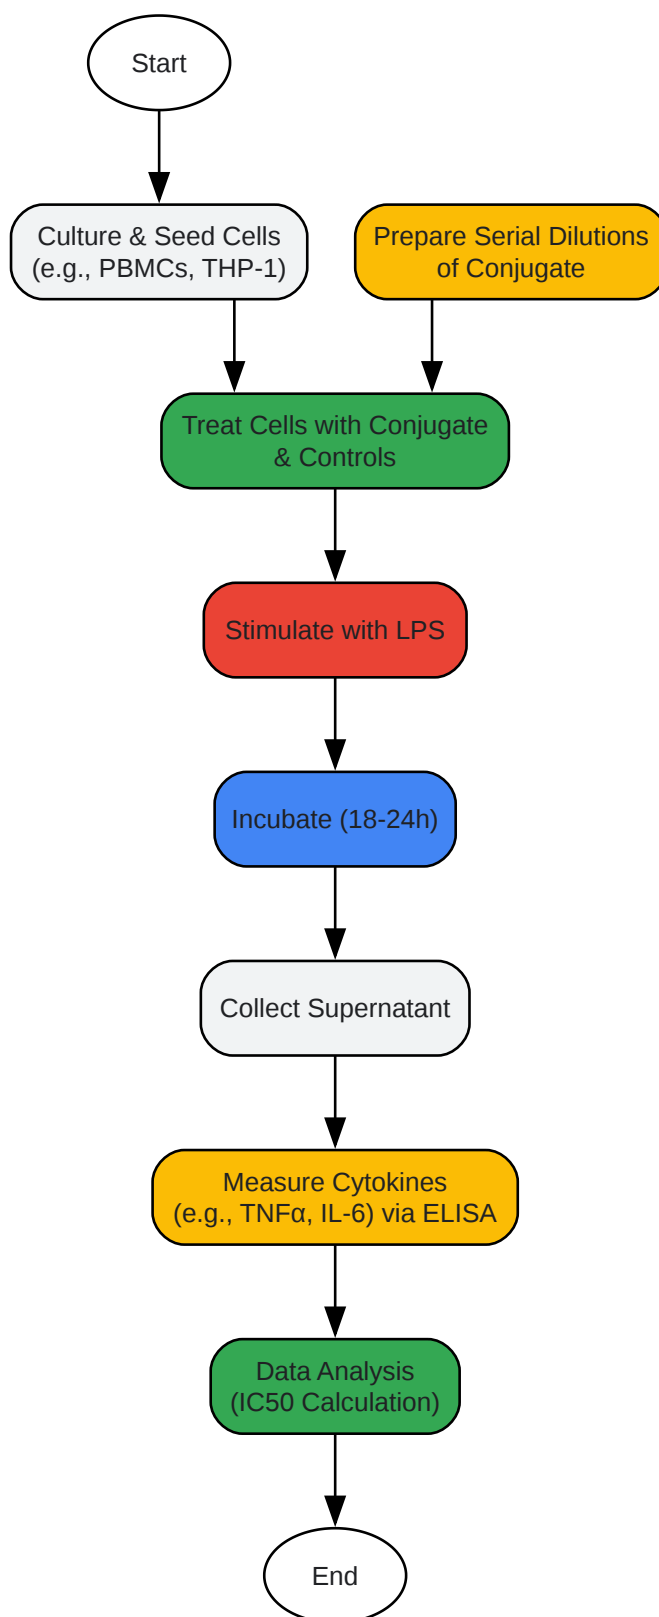 Start
Culture & Seed Cells
(e.g., PBMCs, THP-1)
Prepare Serial Dilutions
of Conjugate
Treat Cells with Conjugate
& Controls
Stimulate with LPS
Incubate (18-24h)
Collect Supernatant
Measure Cytokines
(e.g., TNFα, IL-6) via ELISA
Data Analysis
(IC50 Calculation)
End